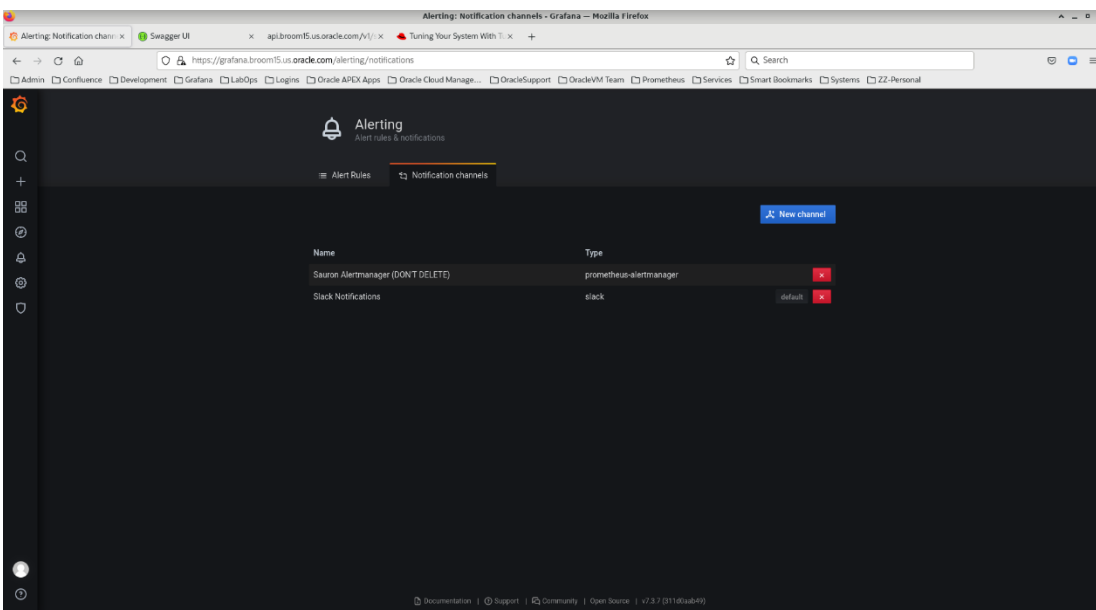 Alerting: Notification channels - Grafana — Mozilla Firefox
Alerting: Notification chann
Swagger UI
api.broom15.us.oracle.com/v1/
Tuning Your System With
https://grafana.broom15.us.oracle.com/alerting/notifications
Search
Admin Confluence Development Grafana LabOps Logins Oracle APEX Apps Oracle Cloud Manage... OracleSupport OracleVM Team Prometheus Services Smart Bookmarks Systems ZZ-Personal
Alerting
Alert rules & notifications
Alert Rules Notification channels
New channel
Name Type
Sauron Alertmanager (DON'T DELETE) prometheus-alertmanager
Slack Notifications slack default
Documentation | Support | Community | Open Source | v7.3.7 (311d0aab49)